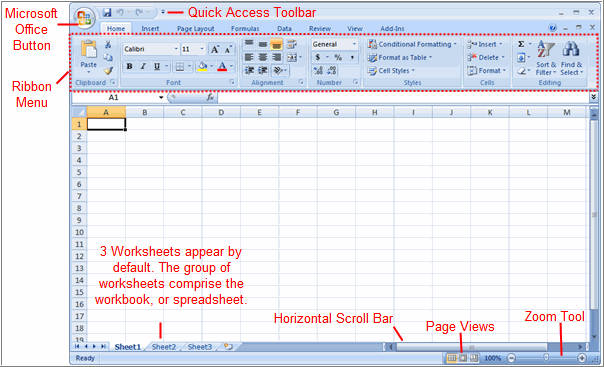 Microsoft
Office
Button
Quick Access Toolbar
Home Insert Page Layout Formulas Data Review View Add-Ins
Ribbon
Menu
Paste
Clipboard
Calibri 11
B I U A A
Font
Alignment
General
$ % ,
Number
Conditional Formatting
Format as Table
Cell Styles
Styles
Insert
Delete
Format
Cells
Σ
Sort &
Filter
Find &
Select
Editing
A1 fx
A B C D E F G H I J K L M
1
2
3
4
5
6
7
8
9
10
11
12
13
14
15
16
17
18
19
3 Worksheets appear by
default. The group of
worksheets comprise the
workbook, or spreadsheet.
Horizontal Scroll Bar
Page Views
Zoom Tool
Sheet1 Sheet2 Sheet3
Ready 100%